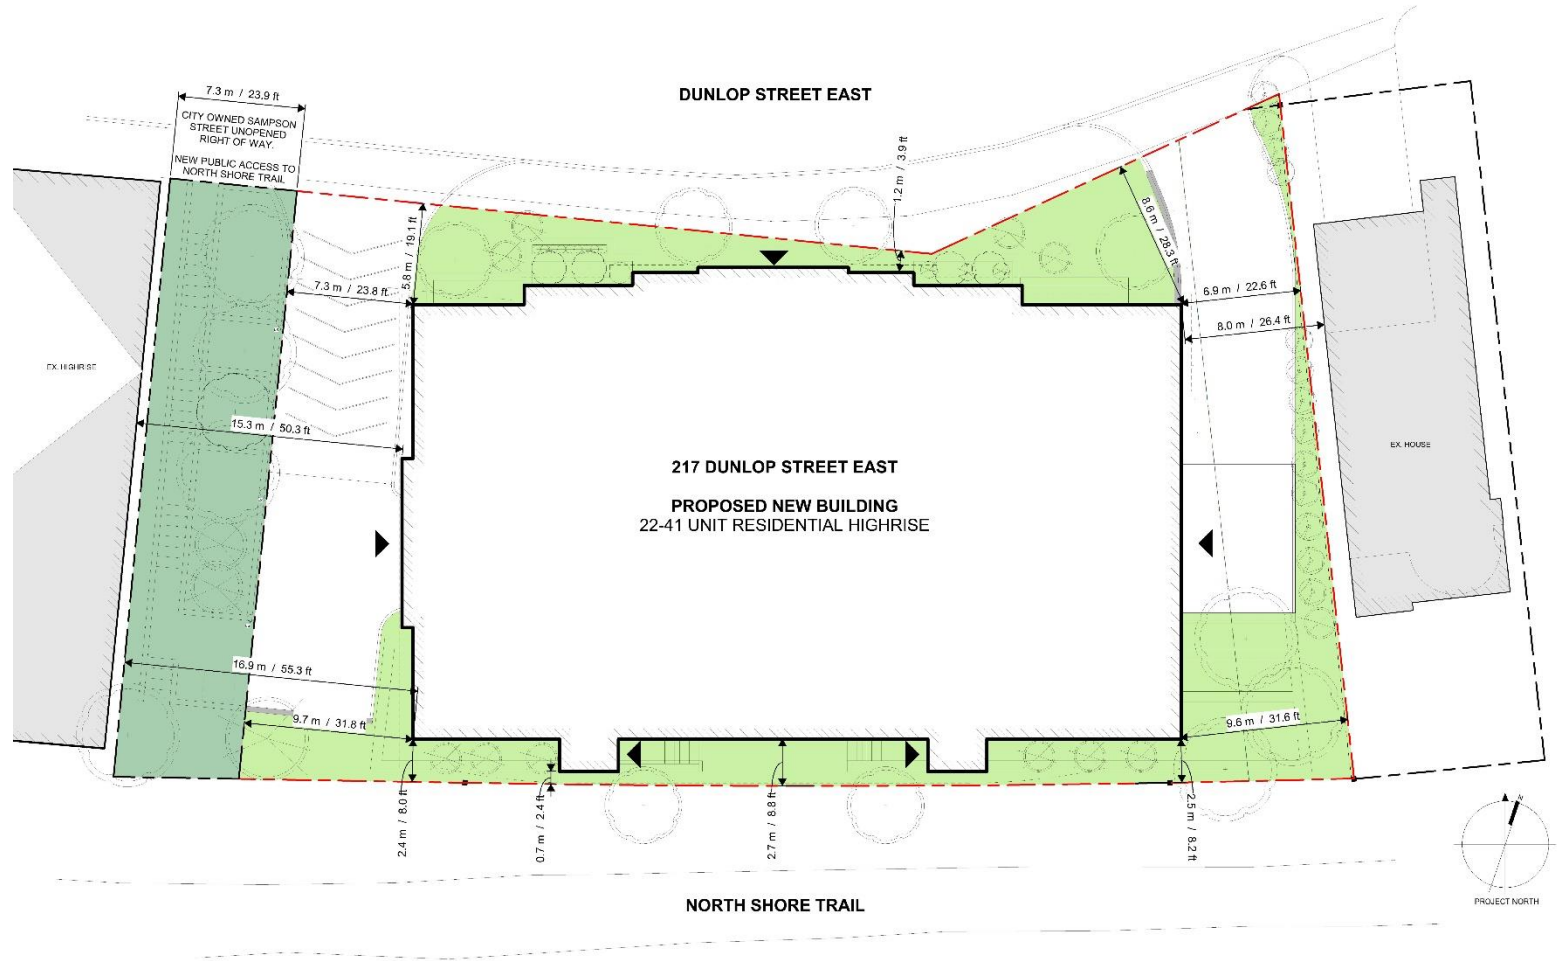 DUNLOP STREET EAST
7.3 m / 23.9 ft
CITY OWNED SAMPSON
STREET UNOPENED
RIGHT OF WAY.
NEW PUBLIC ACCESS TO
NORTH SHORE TRAIL
1.2 m / 3.9 ft
5.8 m / 19.1 ft
8.6 m / 28.3 ft
7.3 m / 23.8 ft
6.9 m / 22.6 ft
8.0 m / 26.4 ft
EX. HIGHRISE
15.3 m / 50.3 ft
EX. HOUSE
217 DUNLOP STREET EAST
PROPOSED NEW BUILDING
22-41 UNIT RESIDENTIAL HIGHRISE
16.9 m / 55.3 ft
9.7 m / 31.8 ft
9.6 m / 31.6 ft
2.4 m / 8.0 ft
0.7 m / 2.4 ft
2.7 m / 8.8 ft
2.5 m / 8.2 ft
NORTH SHORE TRAIL
N
PROJECT NORTH